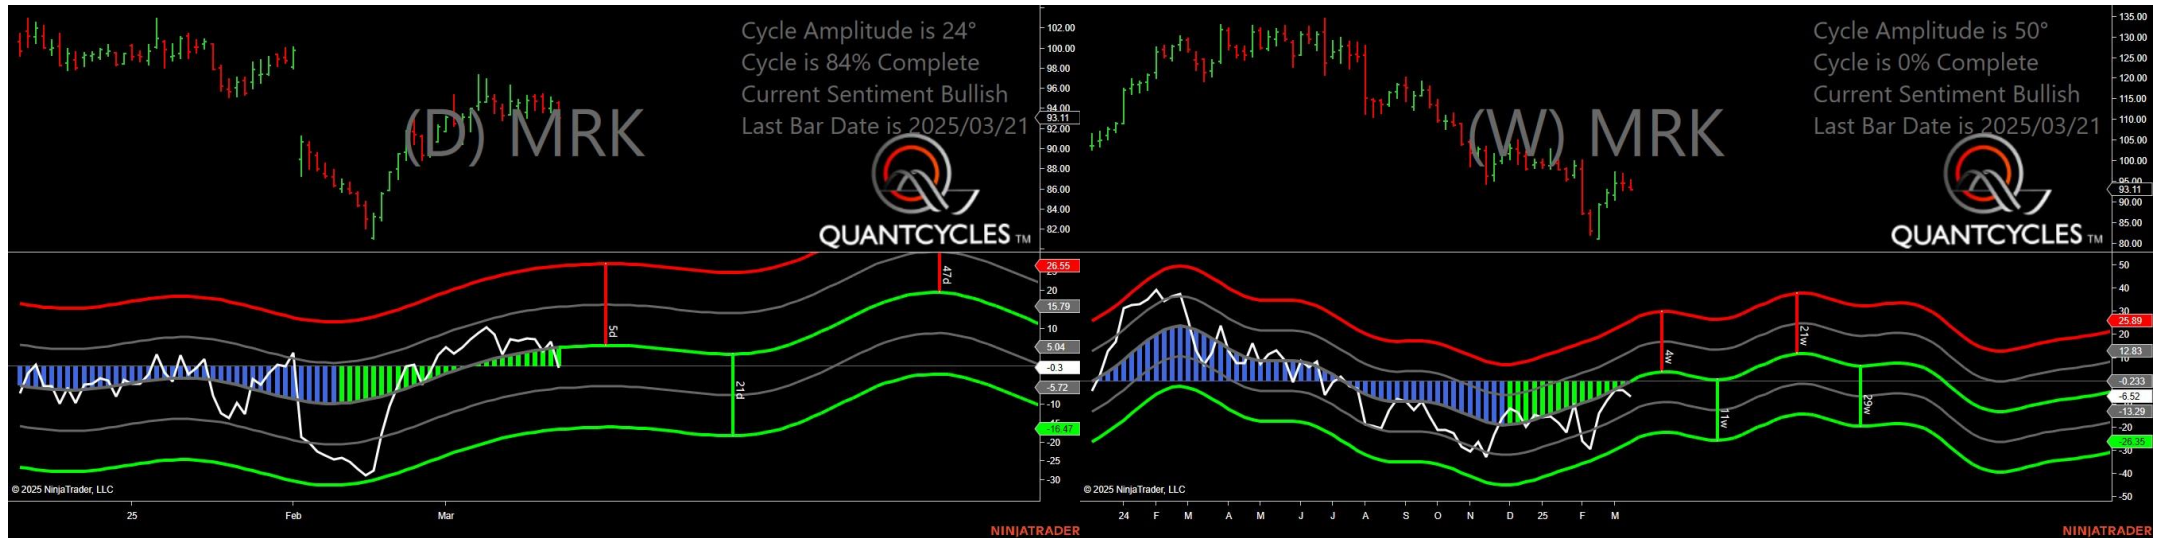 Cycle Amplitude is 24°
Cycle is 84% Complete
Current Sentiment Bullish
Last Bar Date is 2025/03/21
(D) MRK
QUANTCYCLES TM
102.00
100.00
98.00
96.00
94.00
93.11
92.00
90.00
88.00
86.00
84.00
82.00
26.55
20
15.79
10
5.04
-0.3
-5.72
-10
-16.47
-20
-25
-30
5d
21d
47d
© 2025 NinjaTrader, LLC
25
Feb
Mar
NINJATRADER
Cycle Amplitude is 50°
Cycle is 0% Complete
Current Sentiment Bullish
Last Bar Date is 2025/03/21
(W) MRK
QUANTCYCLES TM
135.00
130.00
125.00
120.00
115.00
110.00
105.00
100.00
95.00
93.11
90.00
85.00
80.00
50
40
30
25.89
20
12.83
10
-0.233
-6.52
-13.29
-20
-26.35
-30
-40
-50
4w
11w
21w
29w
© 2025 NinjaTrader, LLC
24
F
M
A
M
J
J
A
S
O
N
D
25
F
M
NINJATRADER